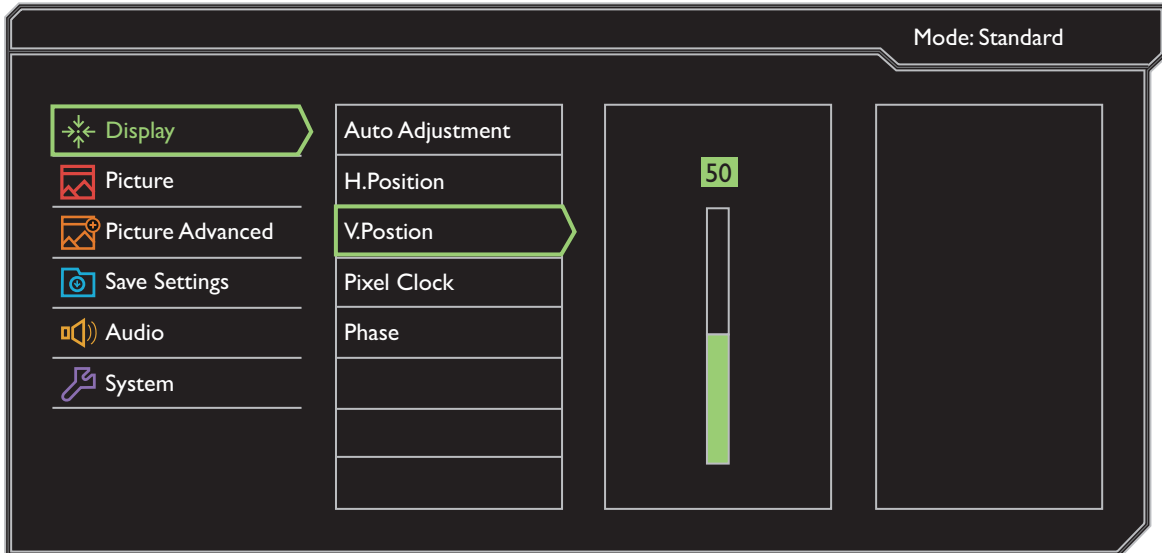 Mode: Standard
Display
Picture
Picture Advanced
Save Settings
Audio
System
Auto Adjustment
H.Position
V.Postion
Pixel Clock
Phase
50